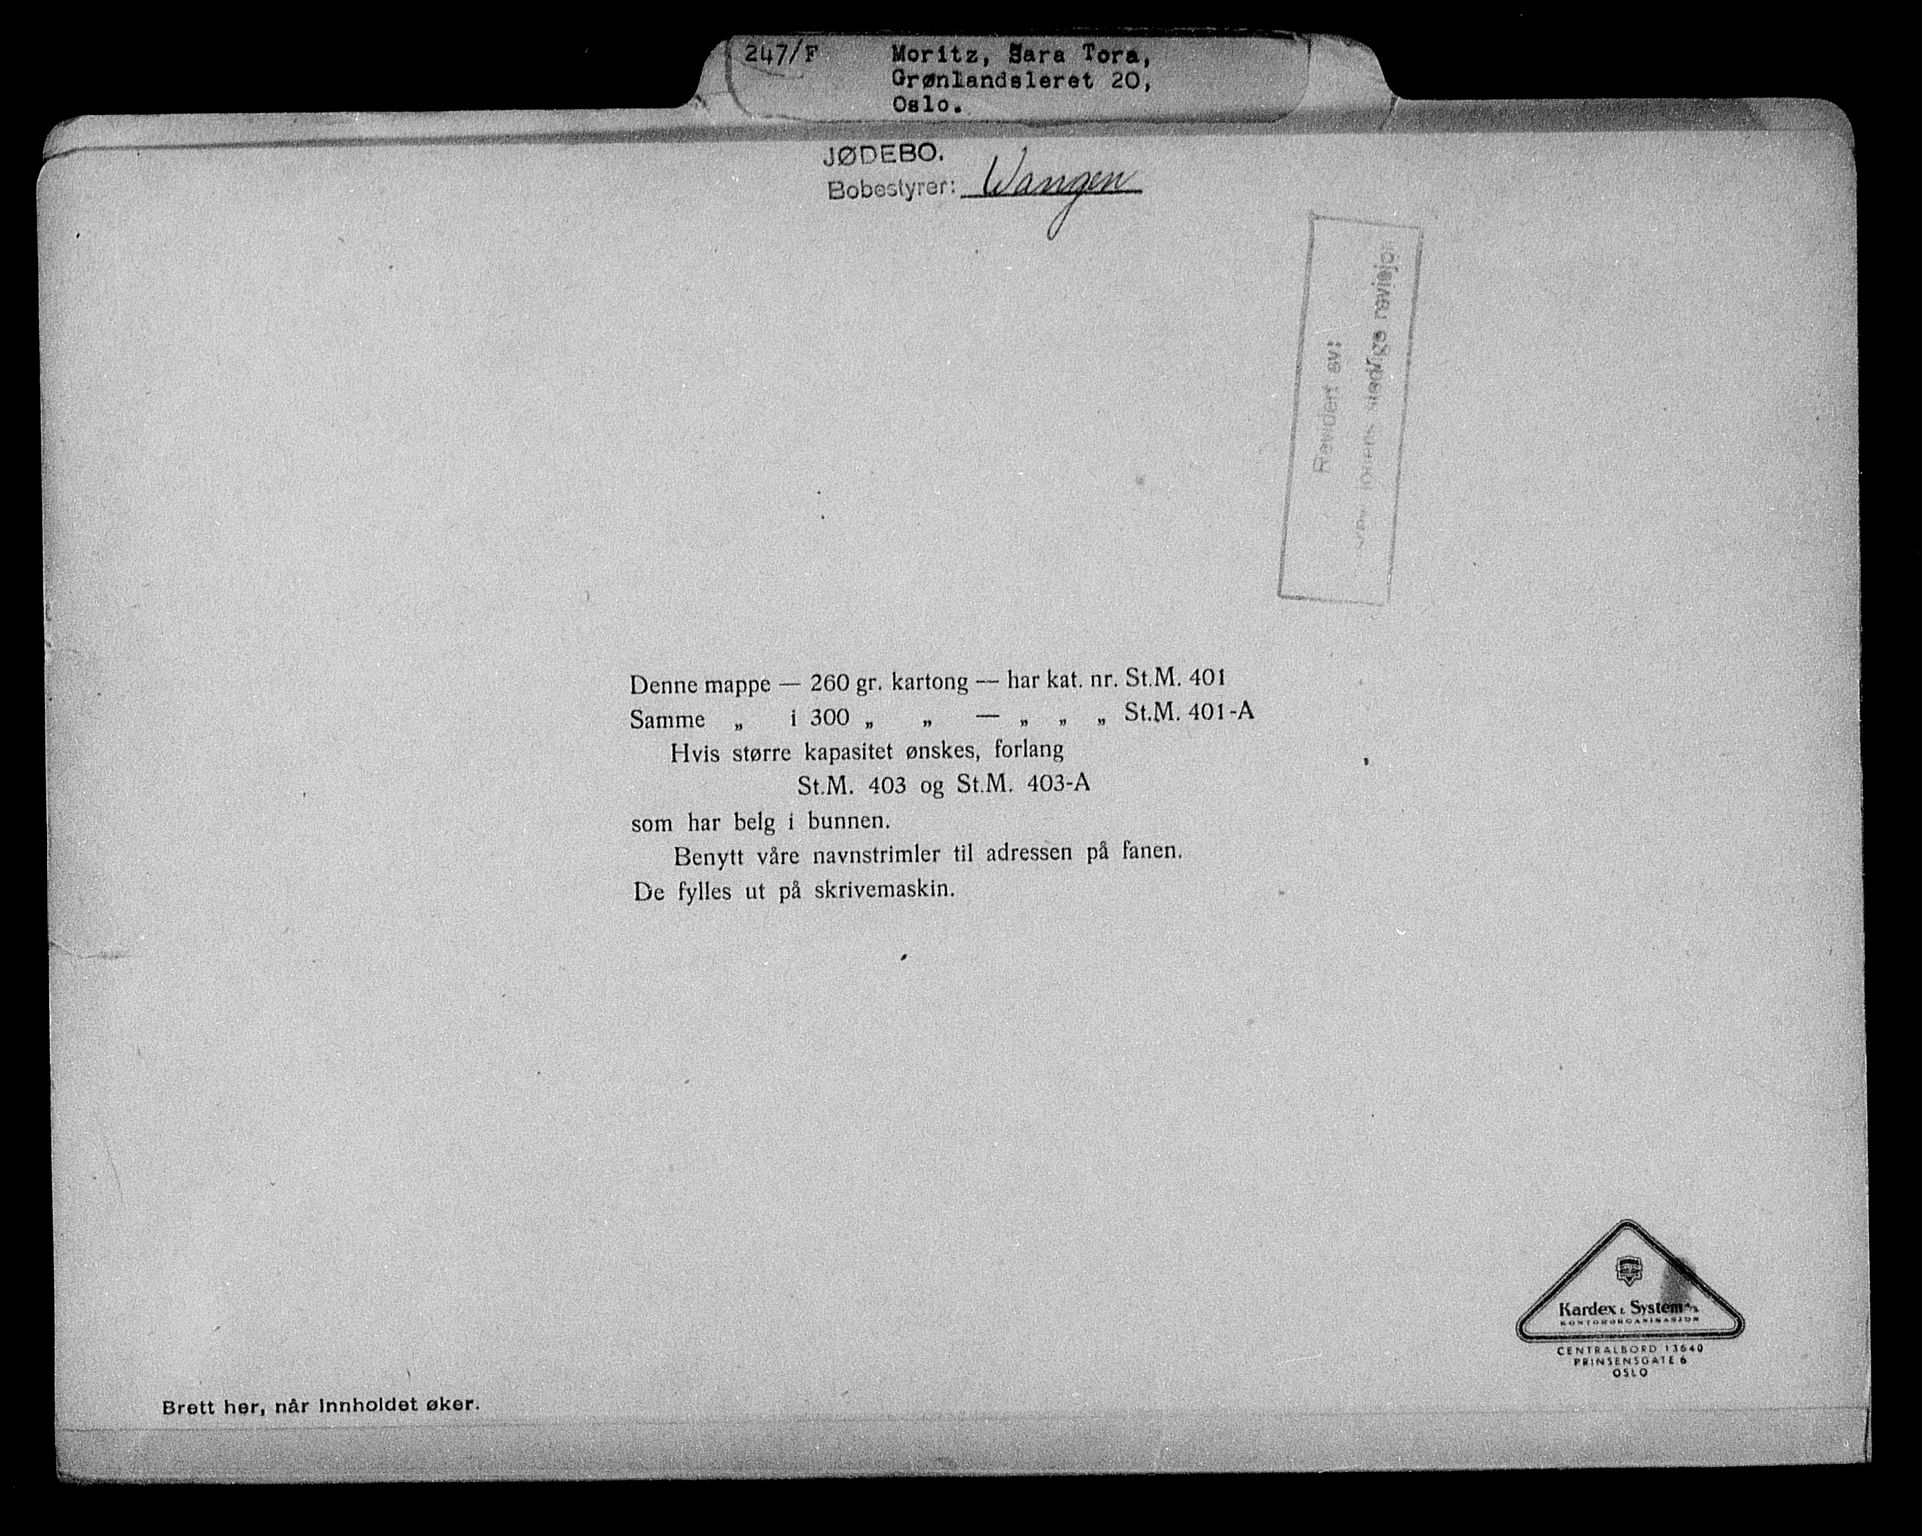 247/F Moritz, Sara Tora,
Grønlandsleret 20,
Oslo.
JØDEBO.
Bobestyrer: Wangen
Revidert av:
revisjon
Denne mappe — 260 gr. kartong — har kat. nr. St.M. 401
Samme „ i 300 „ „ — „ „ „ St.M. 401-A
Hvis større kapasitet ønskes, forlang
St.M. 403 og St.M. 403-A
som har belg i bunnen.
Benytt våre navnstrimler til adressen på fanen.
De fylles ut på skrivemaskin.
Kardex & System A/S
KONTORORGANISASJON
CENTRALBORD 13640
PRINSENSGATE 6
OSLO
Brett her, når innholdet øker.